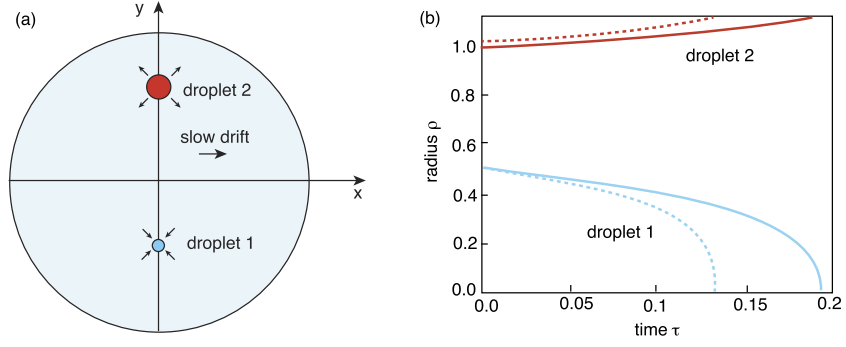 (a)
y
droplet 2
slow drift
x
droplet 1
(b)
radius ρ
1.0
0.8
0.6
0.4
0.2
0.0
droplet 2
droplet 1
0.0
0.05
0.1
0.15
0.2
time τ